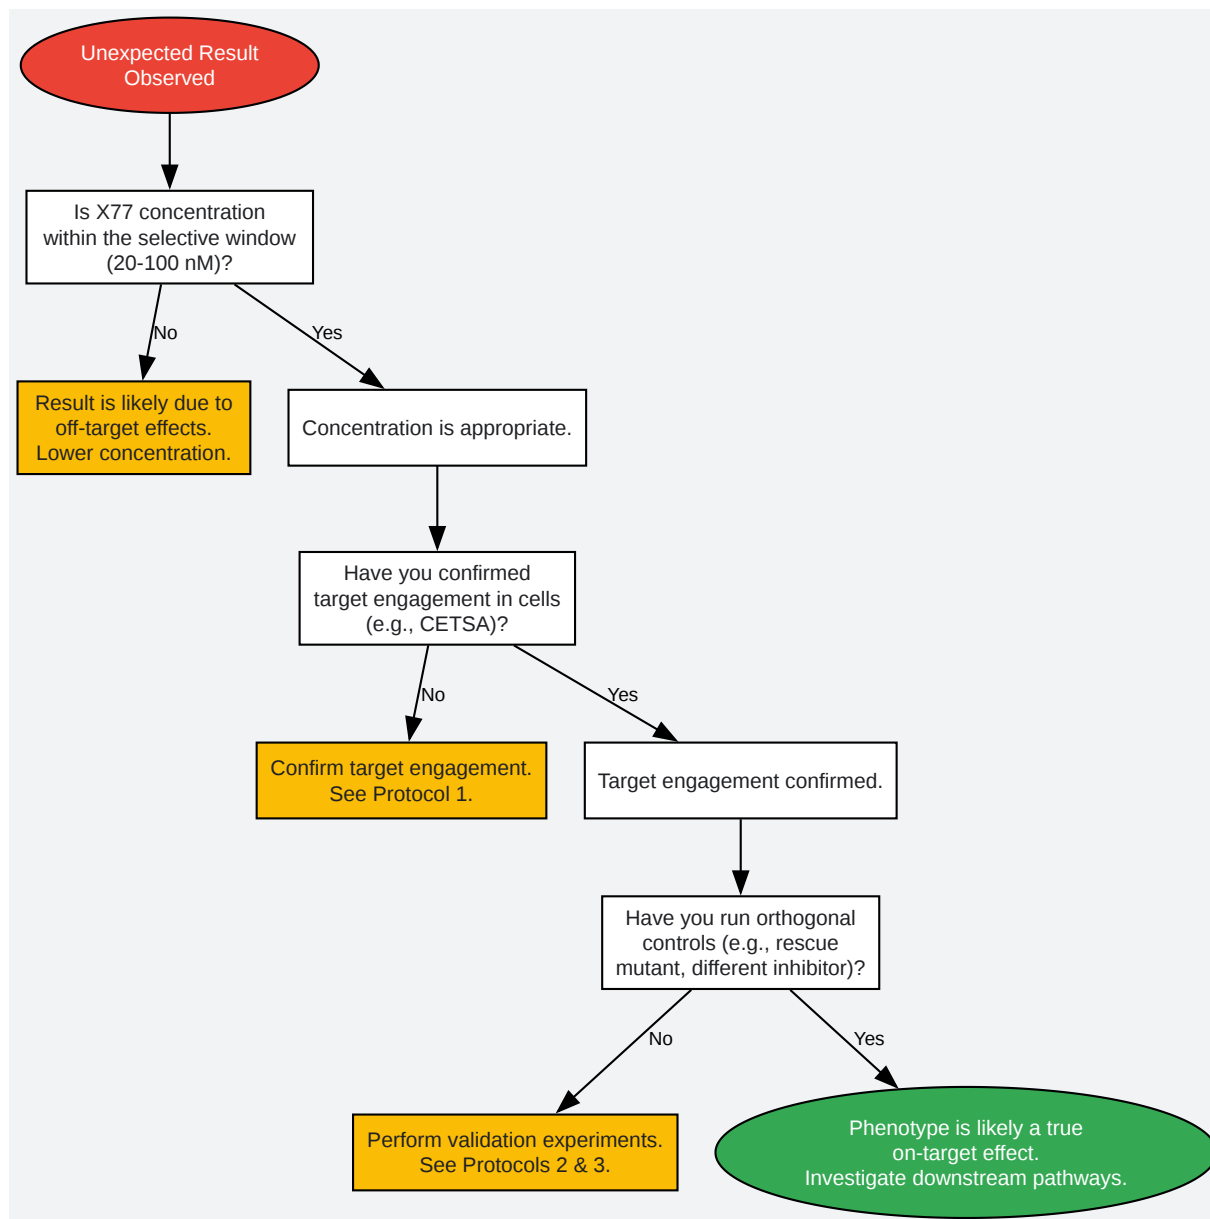 Unexpected Result
Observed
Is X77 concentration
within the selective window
(20-100 nM)?
No
Yes
Result is likely due to
off-target effects.
Lower concentration.
Concentration is appropriate.
Have you confirmed
target engagement in cells
(e.g., CETSA)?
No
Yes
Confirm target engagement.
See Protocol 1.
Target engagement confirmed.
Have you run orthogonal
controls (e.g., rescue
mutant, different inhibitor)?
No
Yes
Perform validation experiments.
See Protocols 2 & 3.
Phenotype is likely a true
on-target effect.
Investigate downstream pathways.